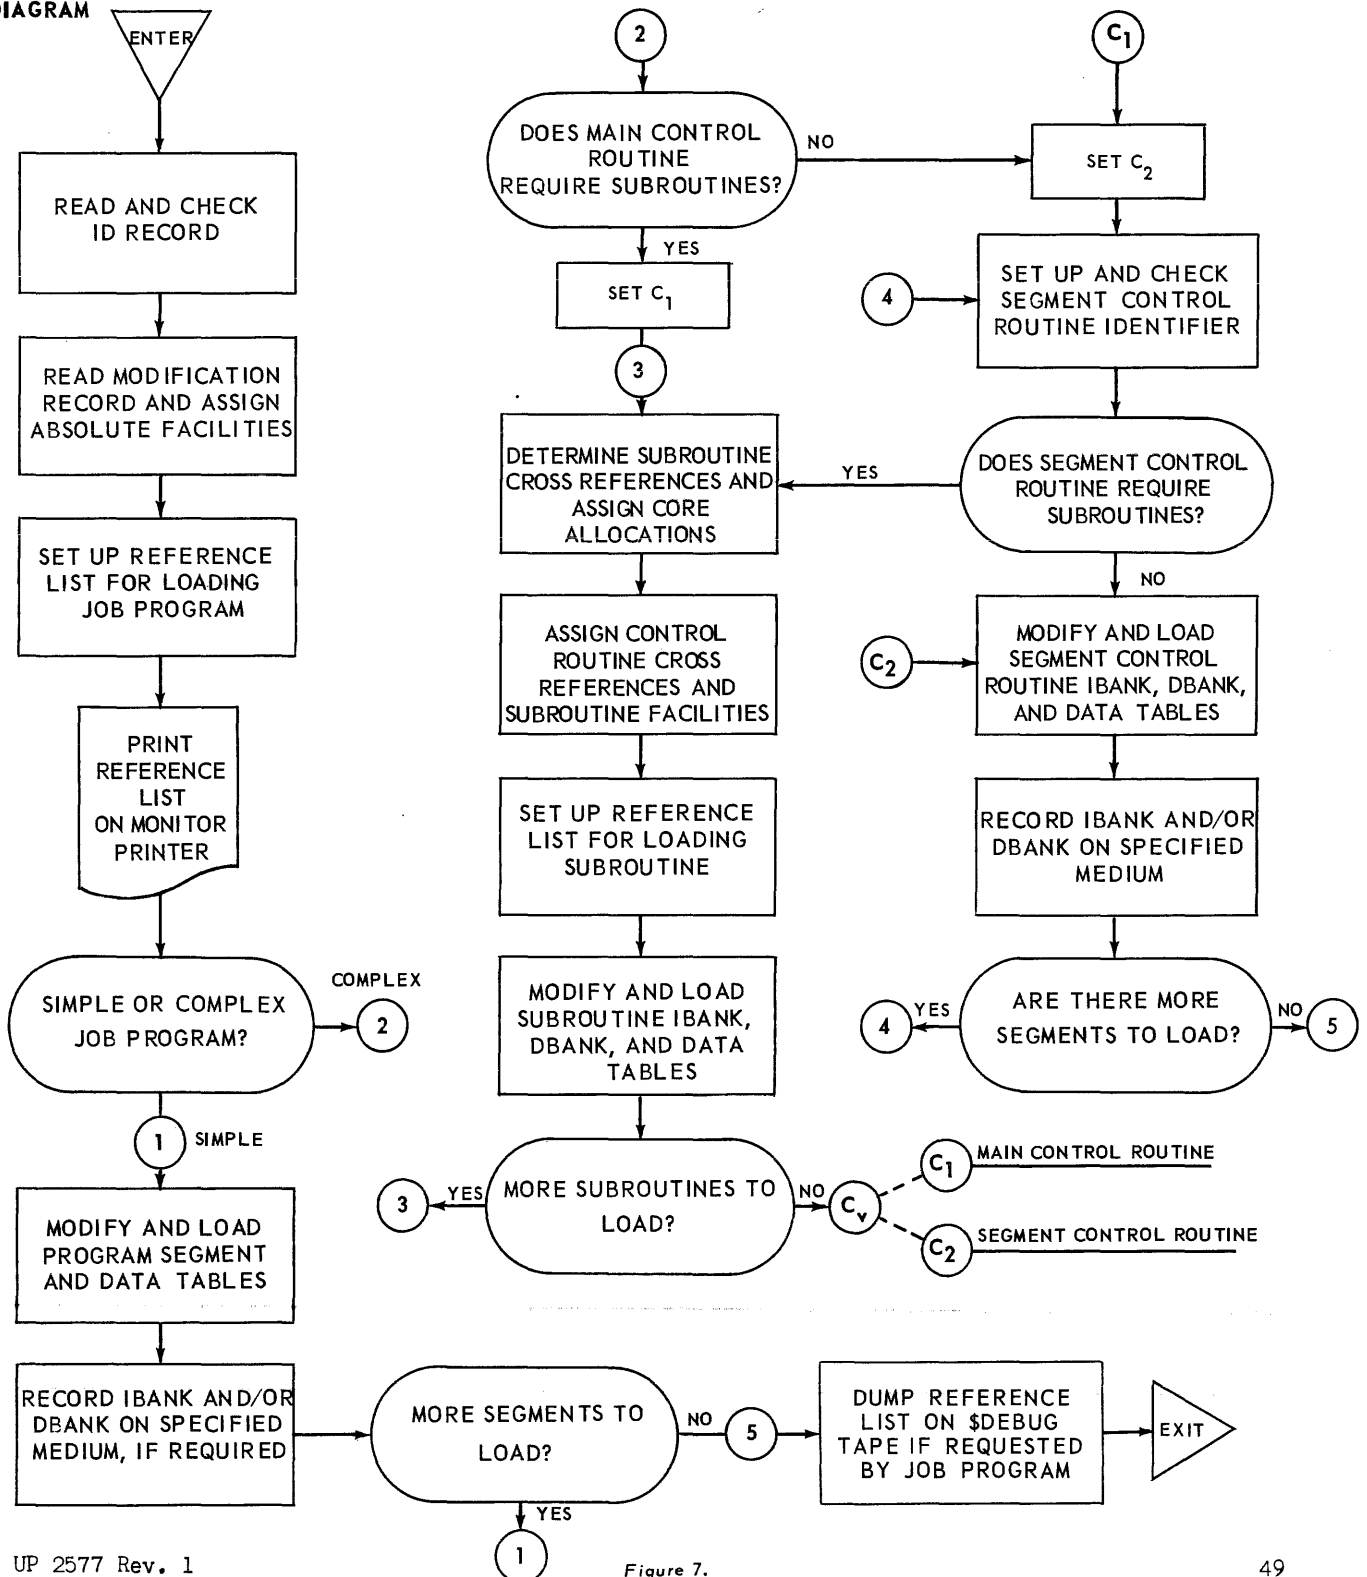 DIAGRAM
ENTER
READ AND CHECK
ID RECORD
READ MODIFICATION
RECORD AND ASSIGN
ABSOLUTE FACILITIES
SET UP REFERENCE
LIST FOR LOADING
JOB PROGRAM
PRINT
REFERENCE
LIST
ON MONITOR
PRINTER
SIMPLE OR COMPLEX
JOB PROGRAM?
COMPLEX
2
1
SIMPLE
MODIFY AND LOAD
PROGRAM SEGMENT
AND DATA TABLES
RECORD IBANK AND/OR
DBANK ON SPECIFIED
MEDIUM, IF REQUIRED
MORE SEGMENTS TO
LOAD?
YES
1
NO
5
DUMP REFERENCE
LIST ON $DEBUG
TAPE IF REQUESTED
BY JOB PROGRAM
EXIT
2
DOES MAIN CONTROL
ROUTINE
REQUIRE SUBROUTINES?
NO
YES
SET C1
3
DETERMINE SUBROUTINE
CROSS REFERENCES AND
ASSIGN CORE
ALLOCATIONS
ASSIGN CONTROL
ROUTINE CROSS
REFERENCES AND
SUBROUTINE FACILITIES
SET UP REFERENCE
LIST FOR LOADING
SUBROUTINE
MODIFY AND LOAD
SUBROUTINE IBANK,
DBANK, AND DATA
TABLES
MORE SUBROUTINES TO
LOAD?
YES
3
NO
Cv
C1
MAIN CONTROL ROUTINE
C2
SEGMENT CONTROL ROUTINE
C1
SET C2
4
SET UP AND CHECK
SEGMENT CONTROL
ROUTINE IDENTIFIER
DOES SEGMENT CONTROL
ROUTINE REQUIRE
SUBROUTINES?
YES
NO
C2
MODIFY AND LOAD
SEGMENT CONTROL
ROUTINE IBANK, DBANK,
AND DATA TABLES
RECORD IBANK AND/OR
DBANK ON SPECIFIED
MEDIUM
ARE THERE MORE
SEGMENTS TO LOAD?
YES
4
NO
5
UP 2577 Rev. 1
Figure 7.
49